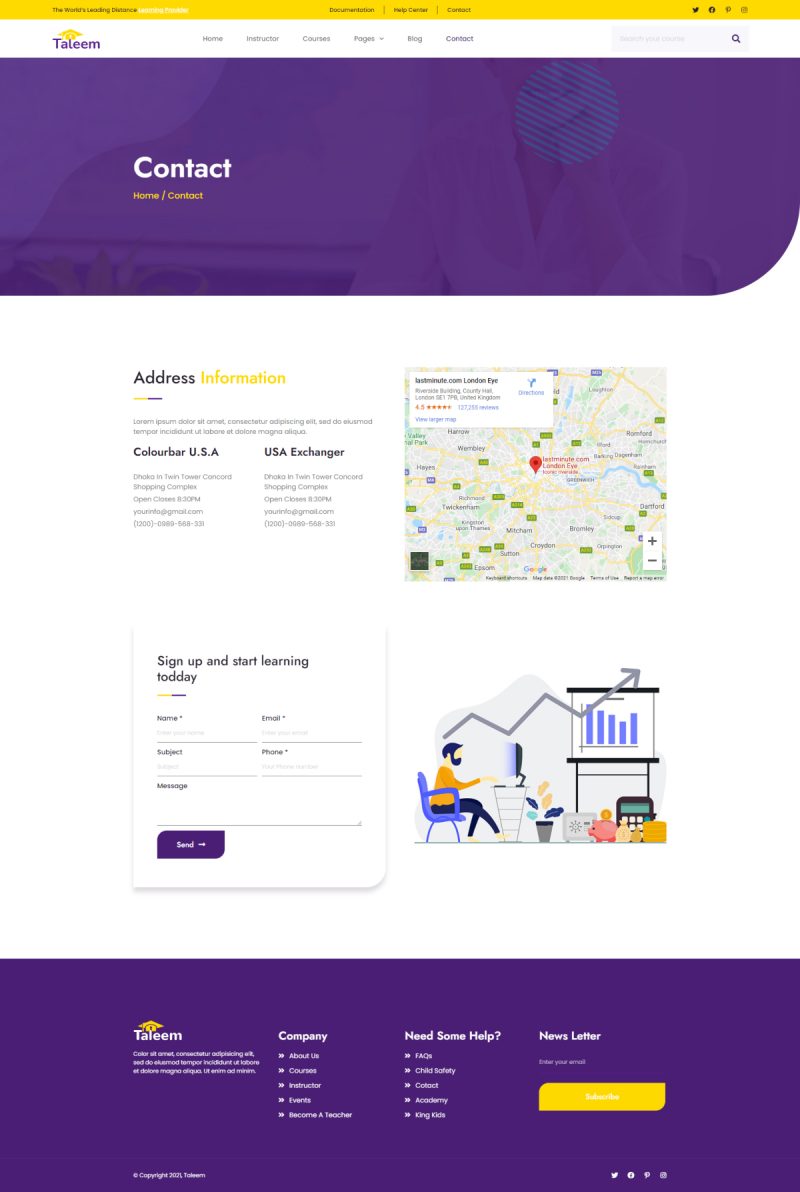 The World's Leading Distance Learning Provider
Documentation
Help Center
Contact
Taleem
Home
Instructor
Courses
Pages
Blog
Contact
Search your course
Contact
Home / Contact
Address Information
Lorem ipsum dolor sit amet, consectetur adipiscing elit, sed do eiusmod
tempor incididunt ut labore et dolore magna aliqua.
Colourbar U.S.A
Dhaka In Twin Tower Concord
Shopping Complex
Open Closes 8:30PM
yourinfo@gmail.com
(1200)-0989-568-331
USA Exchanger
Dhaka In Twin Tower Concord
Shopping Complex
Open Closes 8:30PM
yourinfo@gmail.com
(1200)-0989-568-331
lastminute.com London Eye
Riverside Building, County Hall,
London SE1 7PB, United Kingdom
4.5
127,255 reviews
View larger map
Directions
Loughton
Harrow
Romford
Hornchurch
Wembley
Barking
Dagenham
Hayes
lastminute.com
London Eye
Iconic riverside
GREENWICH
Richmond
Twickenham
Dartford
Kingston
upon Thames
Mitcham
Bromley
Sidcup
Swanley
Croydon
Orpington
Sutton
Epsom
Google
Keyboard shortcuts
Map data ©2021 Google
Terms of Use
Report a map error
Sign up and start learning
todday
Name *
Enter your name
Email *
Enter your email
Subject
Subject
Phone *
Your Phone number
Message
Send
Taleem
Color sit amet, consectetur adipisicing elit,
sed do eiusmod tempor incididunt ut labore
et dolore magna aliqua. Ut enim ad minim.
Company
About Us
Courses
Instructor
Events
Become A Teacher
Need Some Help?
FAQs
Child Safety
Cotact
Academy
King Kids
News Letter
Enter your email
Subscribe
© Copyright 2021, Taleem